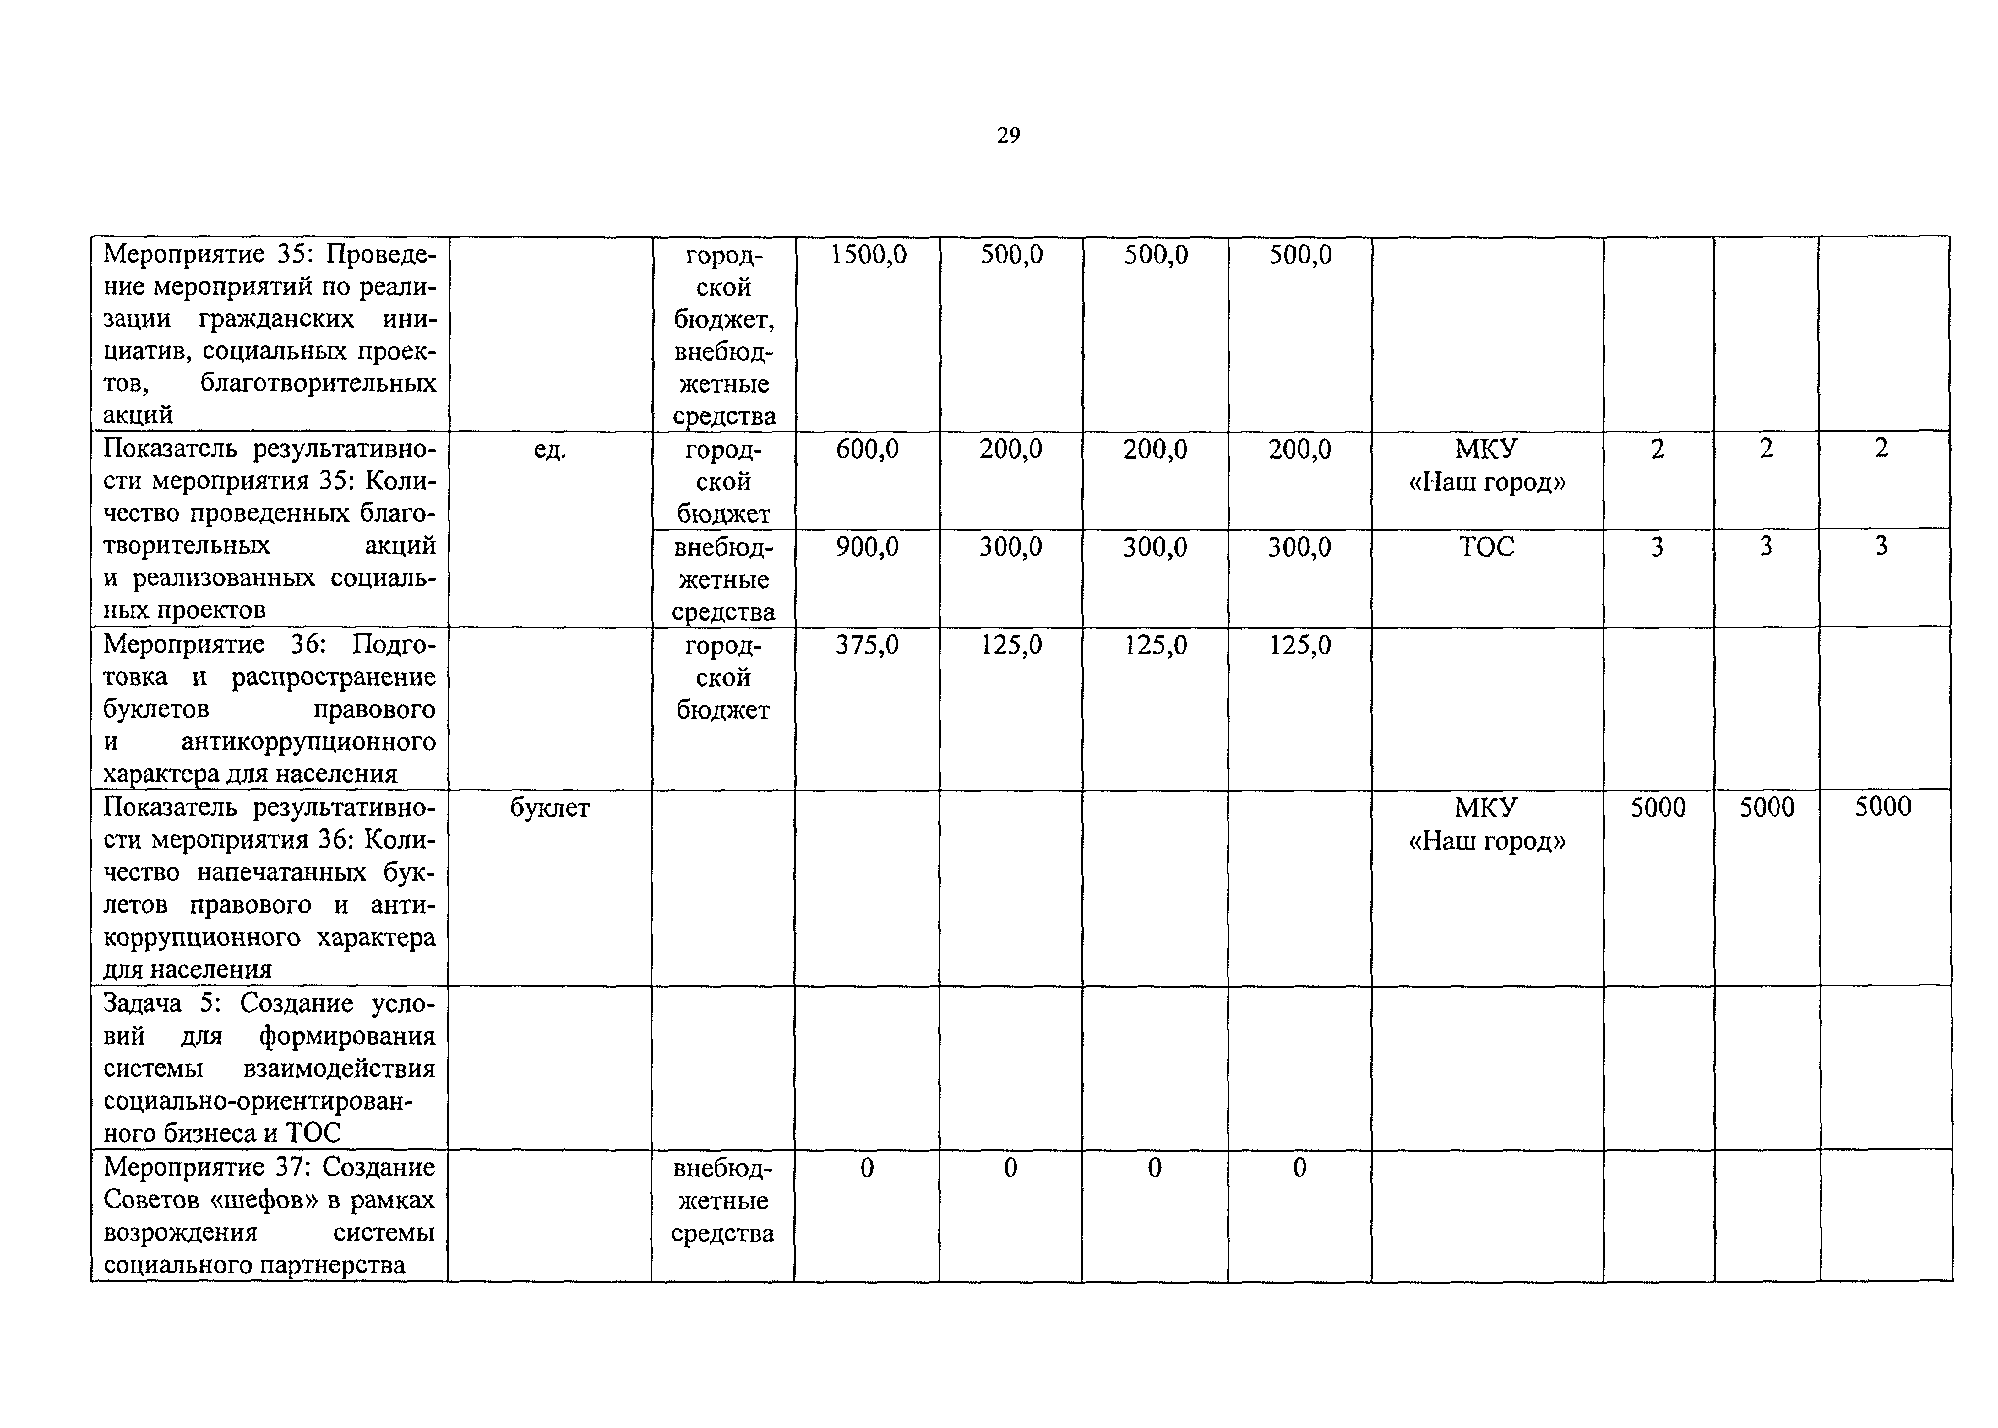 29
Мероприятие 35: Проведе-
ние мероприятий по реали-
зации гражданских ини-
циатив, социальных проек-
тов, благотворительных
акций
город-
ской
бюджет,
внебюд-
жетные
средства
1500,0
500,0
500,0
500,0
Показатель результативно-
сти мероприятия 35: Коли-
чество проведенных благо-
творительных акций
и реализованных социаль-
ных проектов
ед.
город-
ской
бюджет
600,0
200,0
200,0
200,0
МКУ
«Наш город»
2
2
2
внебюд-
жетные
средства
900,0
300,0
300,0
300,0
ТОС
3
3
3
Мероприятие 36: Подго-
товка и распространение
буклетов правового
и антикоррупционного
характера для населения
город-
ской
бюджет
375,0
125,0
125,0
125,0
Показатель результативно-
сти мероприятия 36: Коли-
чество напечатанных бук-
летов правового и анти-
коррупционного характера
для населения
буклет
МКУ
«Наш город»
5000
5000
5000
Задача 5: Создание усло-
вий для формирования
системы взаимодействия
социально-ориентирован-
ного бизнеса и ТОС
Мероприятие 37: Создание
Советов «шефов» в рамках
возрождения системы
социального партнерства
внебюд-
жетные
средства
0
0
0
0